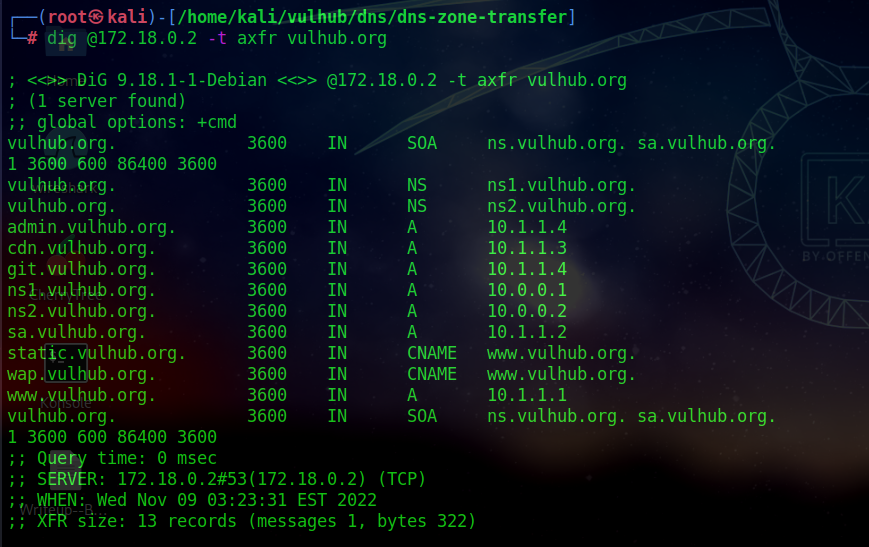 ┌──(root㉿kali)-[/home/kali/vulhub/dns/dns-zone-transfer]
└─# dig @172.18.0.2 -t axfr vulhub.org

; <<>> DiG 9.18.1-1-Debian <<>> @172.18.0.2 -t axfr vulhub.org
; (1 server found)
;; global options: +cmd
vulhub.org. 3600 IN SOA ns.vulhub.org. sa.vulhub.org.
1 3600 600 86400 3600
vulhub.org. 3600 IN NS ns1.vulhub.org.
vulhub.org. 3600 IN NS ns2.vulhub.org.
admin.vulhub.org. 3600 IN A 10.1.1.4
cdn.vulhub.org. 3600 IN A 10.1.1.3
git.vulhub.org. 3600 IN A 10.1.1.4
ns1.vulhub.org. 3600 IN A 10.0.0.1
ns2.vulhub.org. 3600 IN A 10.0.0.2
sa.vulhub.org. 3600 IN A 10.1.1.2
static.vulhub.org. 3600 IN CNAME www.vulhub.org.
wap.vulhub.org. 3600 IN CNAME www.vulhub.org.
www.vulhub.org. 3600 IN A 10.1.1.1
vulhub.org. 3600 IN SOA ns.vulhub.org. sa.vulhub.org.
1 3600 600 86400 3600
;; Query time: 0 msec
;; SERVER: 172.18.0.2#53(172.18.0.2) (TCP)
;; WHEN: Wed Nov 09 03:23:31 EST 2022
;; XFR size: 13 records (messages 1, bytes 322)
Home
CherryTree
Konsole
Writeup--B...
K
BY OFFEN